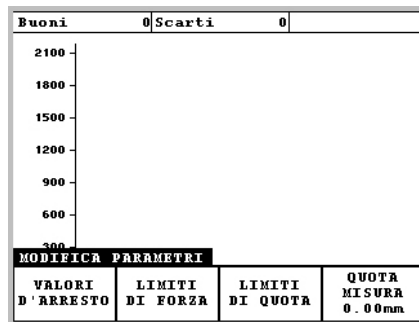 Buoni 0 Scarti 0
2100
1800
1500
1200
900
600
300
MODIFICA PARAMETRI
VALORI D'ARRESTO
LIMITI DI FORZA
LIMITI DI QUOTA
QUOTA MISURA 0.00mm